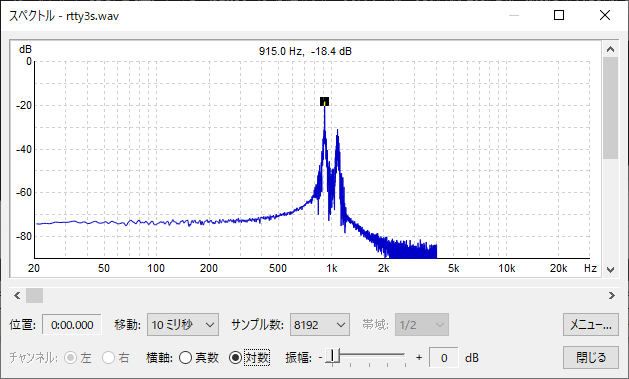 スペクトル - rtty3s.wav
dB 915.0 Hz, -18.4 dB
0
-20
-40
-60
-80
20 50 100 200 500 1k 2k 5k 10k 20k Hz
位置: 0:00.000 移動: 10 ミリ秒 サンプル数: 8192 帯域: 1/2 メニュー...
チャンネル: 左 右 横軸: 真数 対数 振幅: - + 0 dB 閉じる